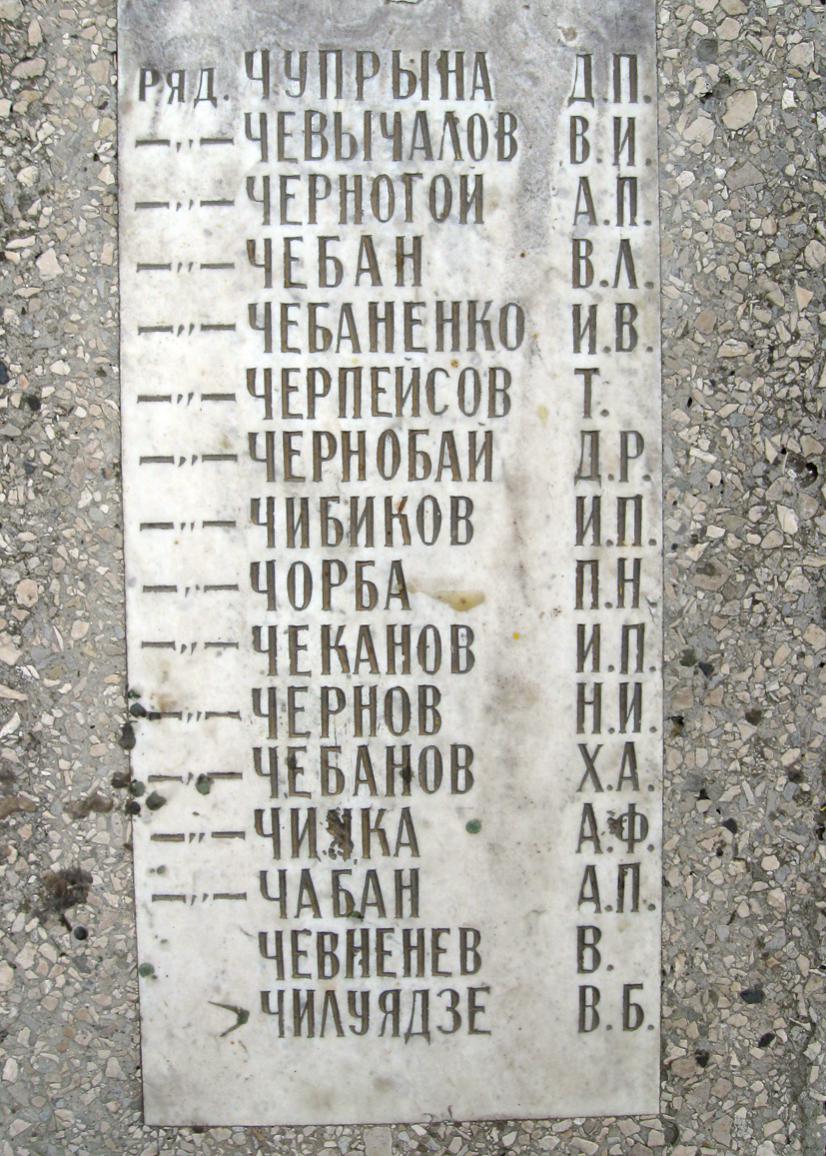 РЯД. ЧУПРЫНА Д.П.
—„— ЧЕВЫЧАЛОВ В.И.
—„— ЧЕРНОГОЙ А.П.
—„— ЧЕБАН В.Л.
—„— ЧЕБАНЕНКО И.В.
—„— ЧЕРПЕИСОВ Т.
—„— ЧЕРНОБАЙ Д.Р.
—„— ЧИБИКОВ И.П.
—„— ЧОРБА П.Н
—„— ЧЕКАНОВ И.П.
—„— ЧЕРНОВ Н.И.
—„— ЧЕБАНОВ Х.А.
—„— А.Ф.
—„— ЧАБАН А.П.
ЧЕВНЕНЕВ В.
ЧИЛУЯДЗЕ В.Б.